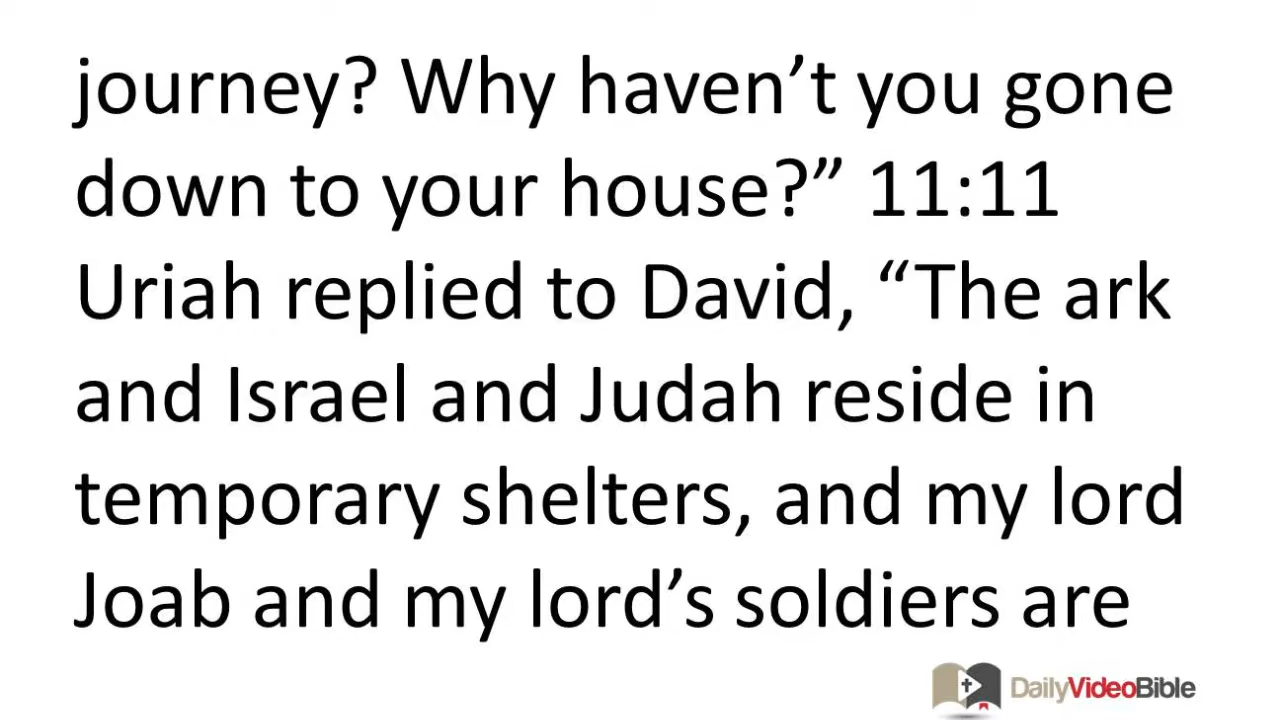 journey? Why haven’t you gone
down to your house?” 11:11
Uriah replied to David, “The ark
and Israel and Judah reside in
temporary shelters, and my lord
Joab and my lord’s soldiers are
DailyVideoBible